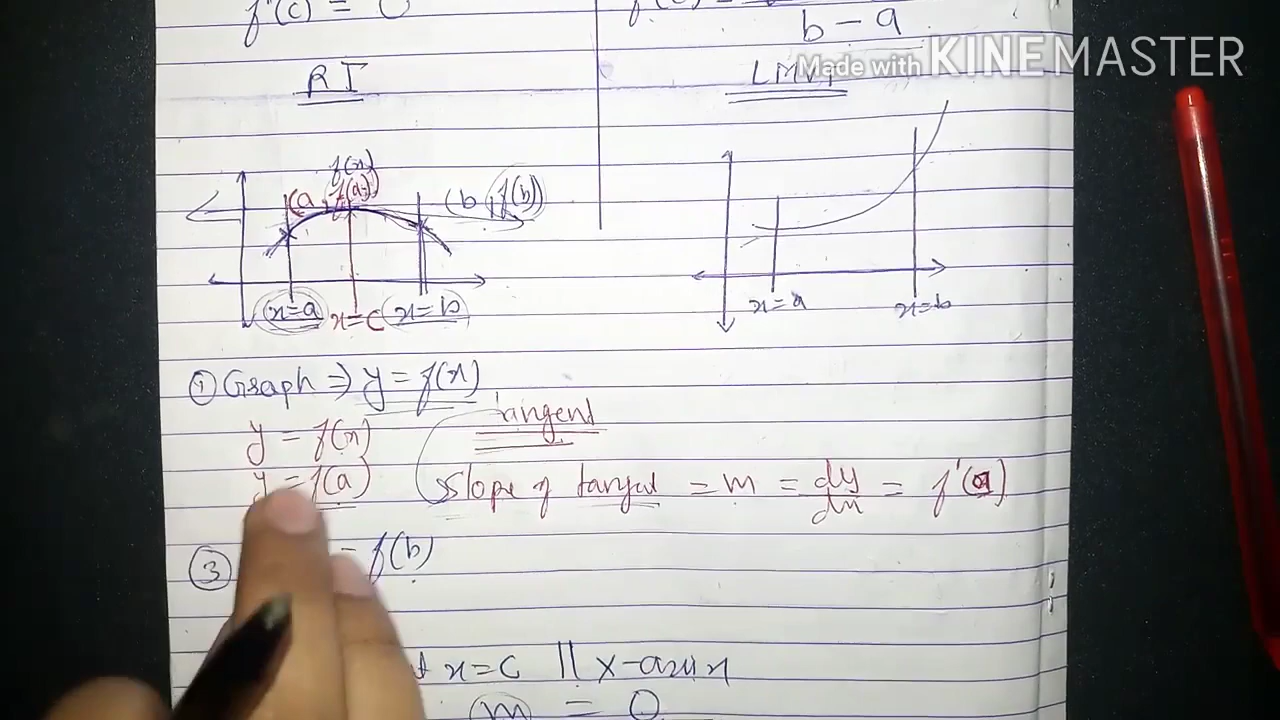 f'(c) = 0
b - a
Made with KINEMASTER
RT
LMVT
f(x)
(a, f(a))
(b, f(b))
x=a
x=c
x=b
x=a
x=b
① Graph ⇒ y = f(x)
tangent
y = f(x)
y = f(a)
slope of tangent = m = dy/dx = f'(a)
③ = f(b)
x=c || x-axis
m = 0